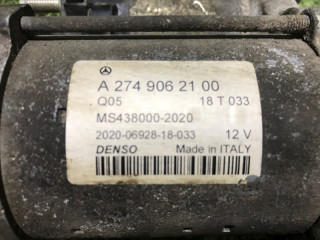 A 274 906 21 00
Q05 18 T 033
MS438000-2020
2020-06928-18-033 12 V
DENSO Made in ITALY